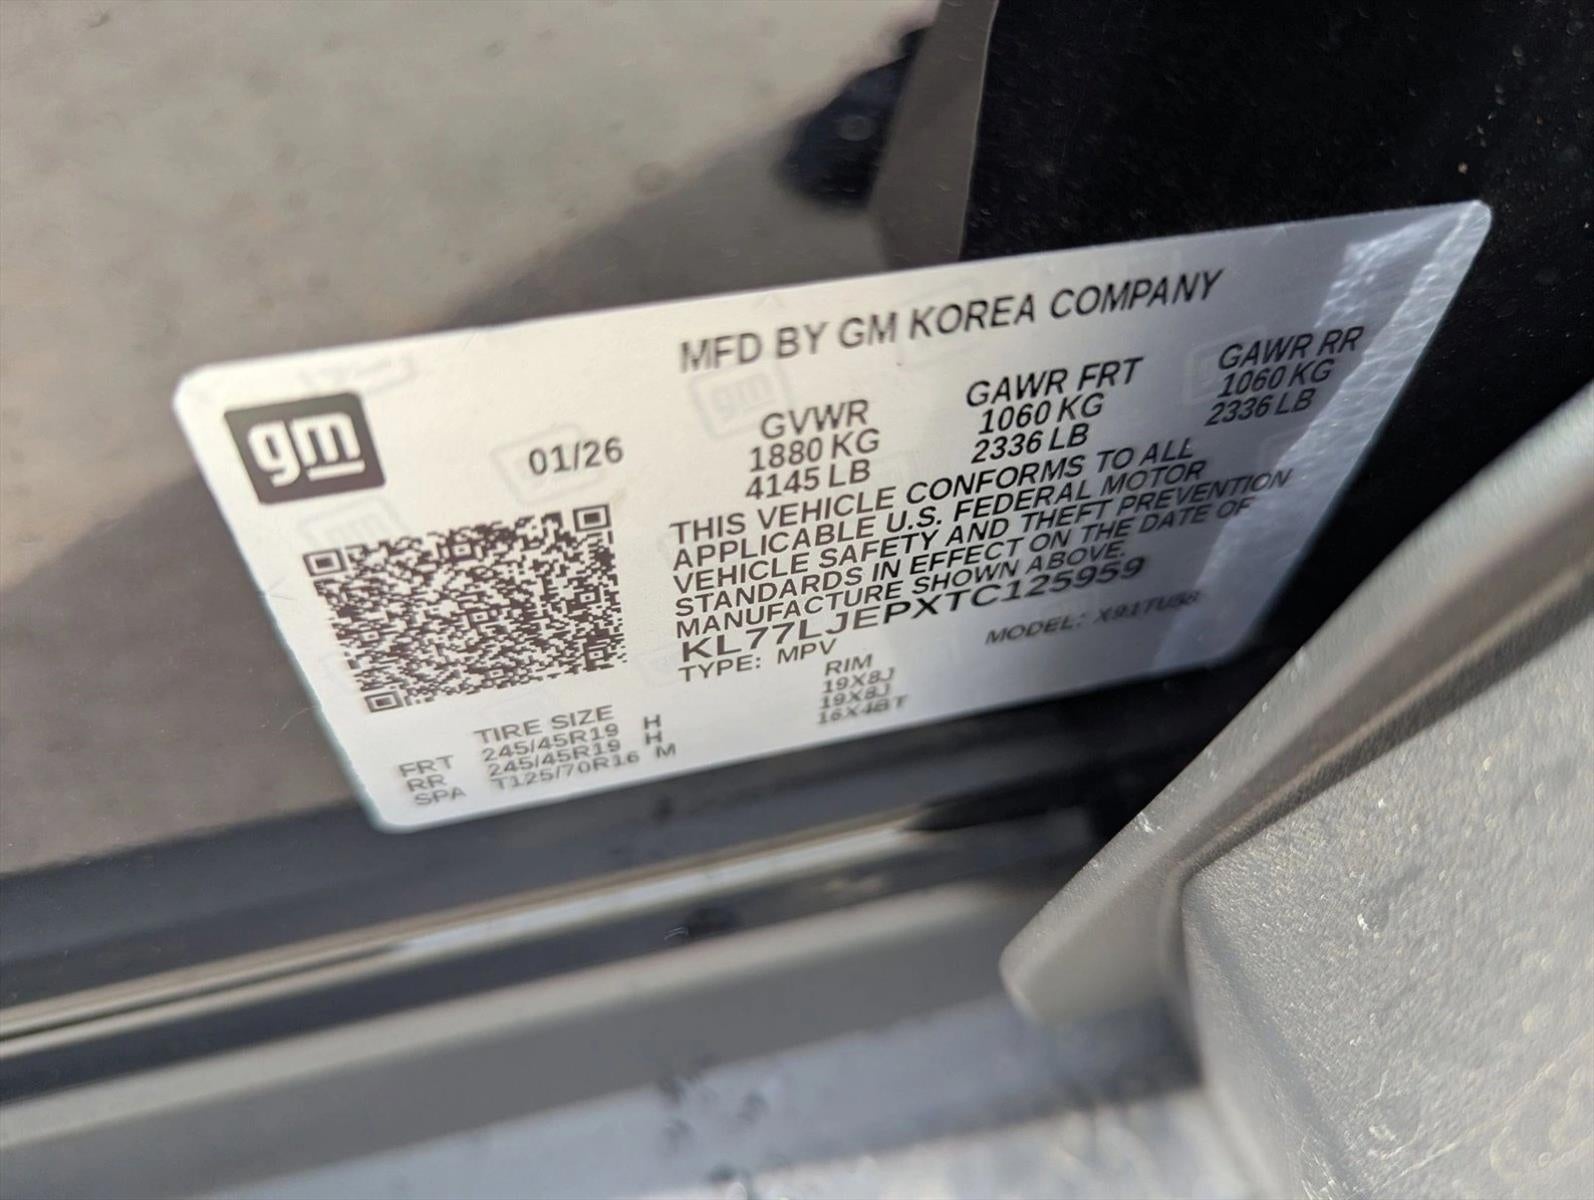 MFD BY GM KOREA COMPANY
gm
01/26
GVWR GAWR FRT GAWR RR
1880 KG 1060 KG 1060 KG
4145 LB 2336 LB 2336 LB
THIS VEHICLE CONFORMS TO ALL
APPLICABLE U.S. FEDERAL MOTOR
VEHICLE SAFETY AND THEFT PREVENTION
STANDARDS IN EFFECT ON THE DATE OF
MANUFACTURE SHOWN ABOVE.
KL77LJEPXTC125959
TYPE: MPV MODEL:
TIRE SIZE RIM
FRT 245/45R19 H 19X8J
RR 245/45R19 H 19X8J
SPA T125/70R16 M 16X4BT